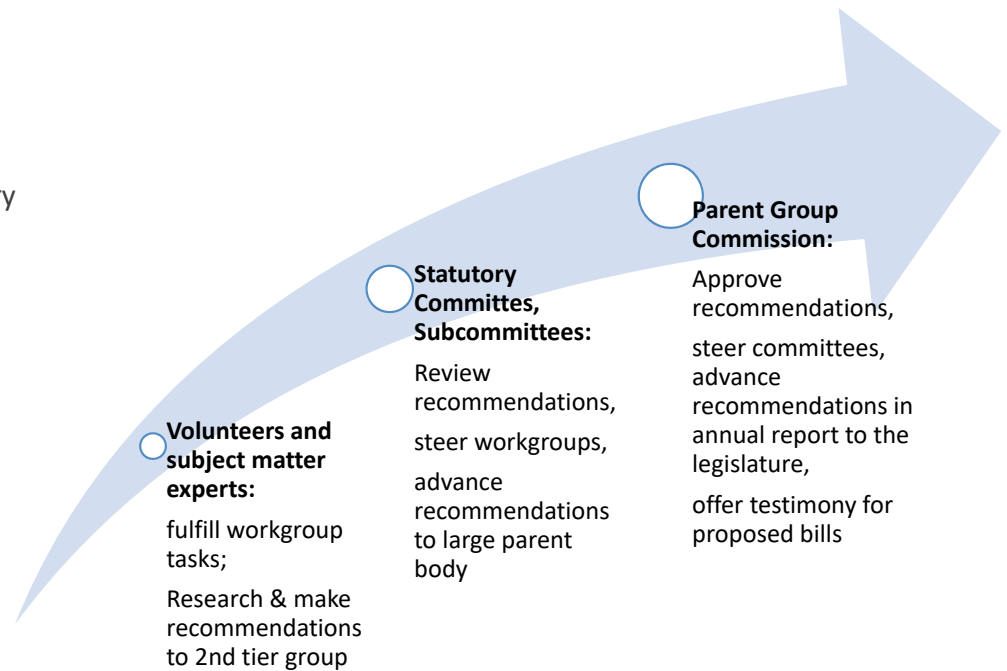 ry
Volunteers and
subject matter
experts:
fulfill workgroup
tasks;
Research & make
recommendations
to 2nd tier group
Statutory
Committes,
Subcommittees:
Review
recommendations,
steer workgroups,
advance
recommendations
to large parent
body
Parent Group
Commission:
Approve
recommendations,
steer committees,
advance
recommendations in
annual report to the
legislature,
offer testimony for
proposed bills